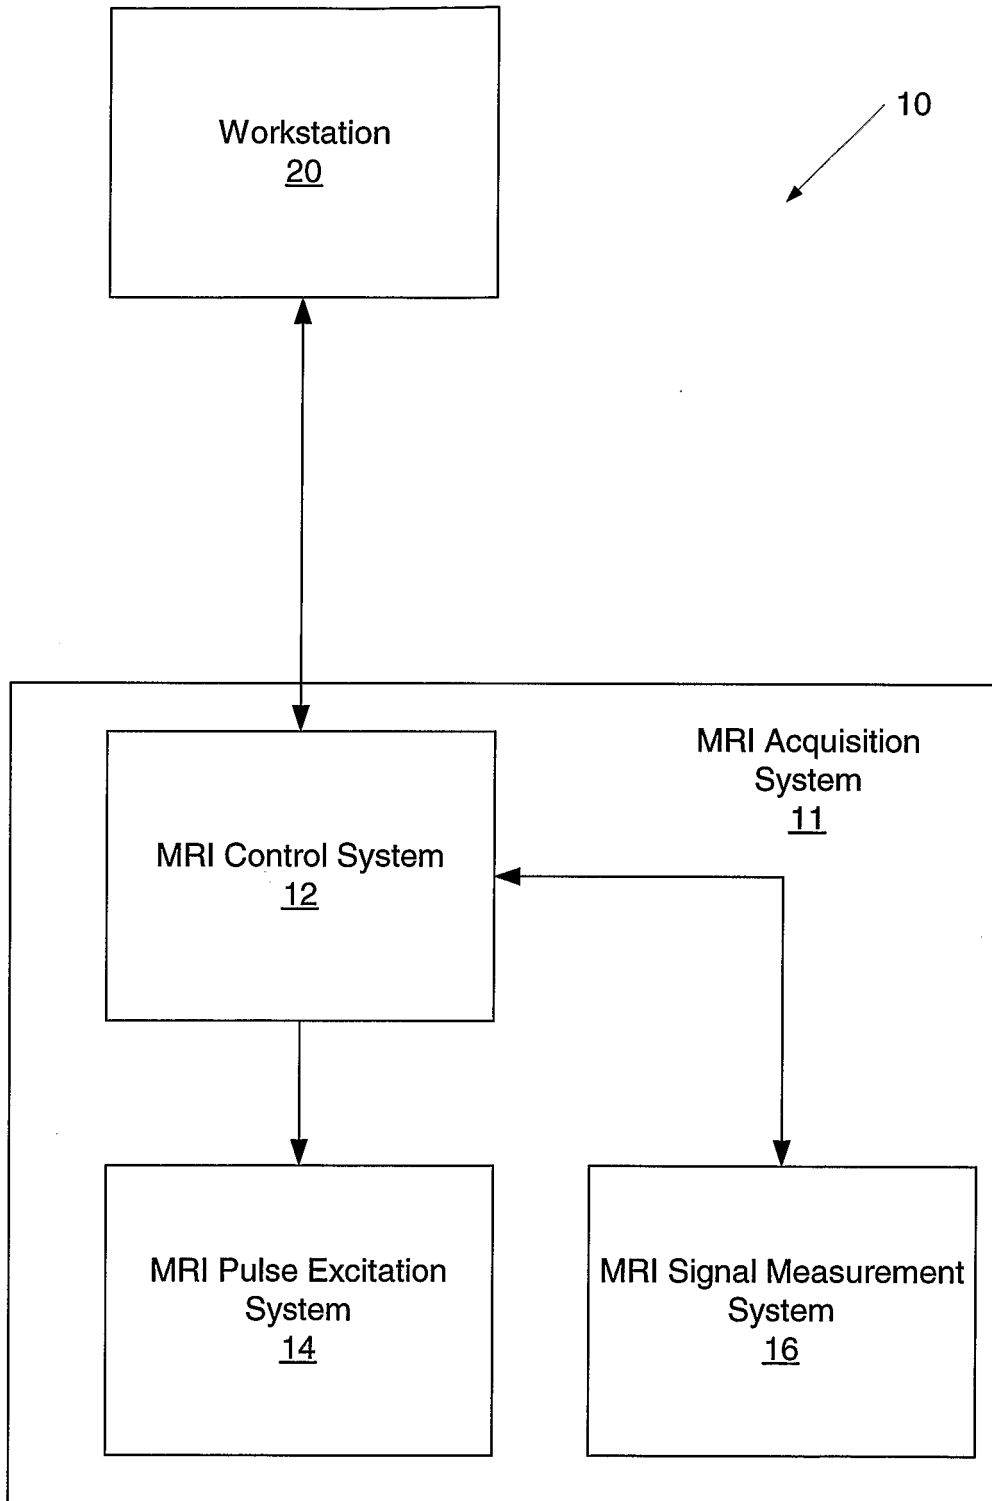 Workstation
20
10
MRI Acquisition
System
11
MRI Control System
12
MRI Pulse Excitation
System
14
MRI Signal Measurement
System
16